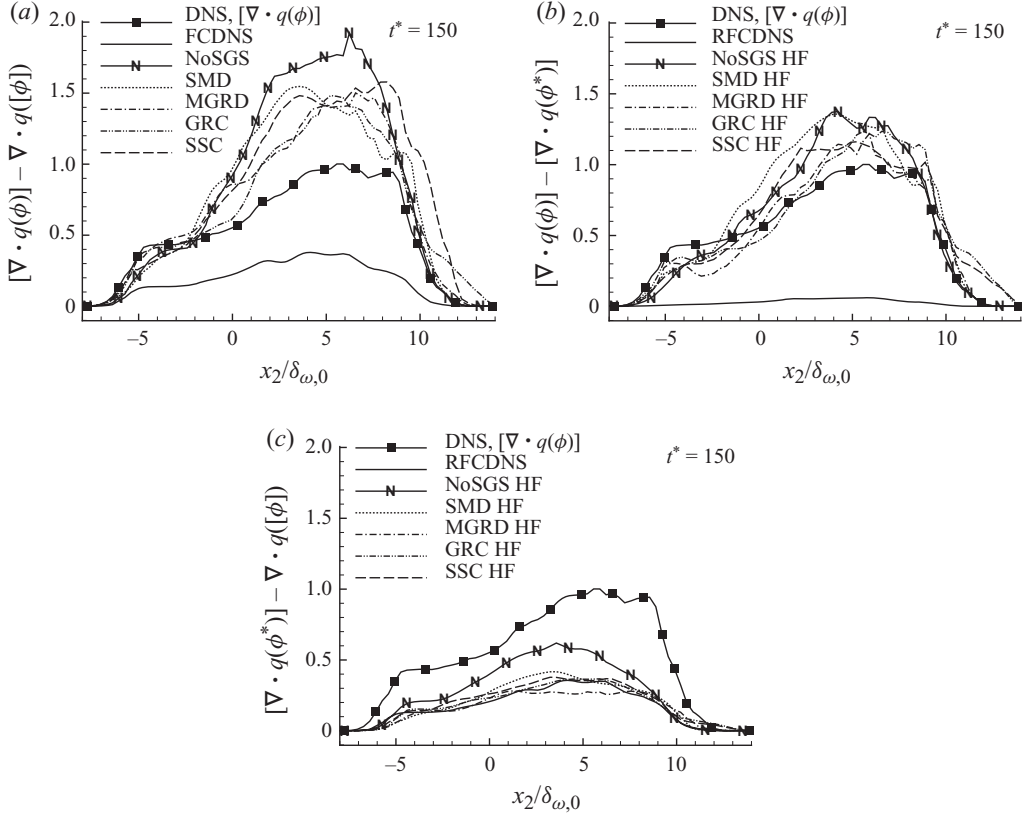 (a)
2.0
1.5
1.0
0.5
0
DNS, [∇ • q(ϕ)]
FCDNS
N NoSGS
SMD
MGRD
GRC
SSC
t* = 150
[∇ • q(ϕ)] – ∇ • q([ϕ])
–5 0 5 10
x2/δω,0
(b)
2.0
1.5
1.0
0.5
0
DNS, [∇ • q(ϕ)]
RFCDNS
N NoSGS HF
SMD HF
MGRD HF
GRC HF
SSC HF
t* = 150
[∇ • q(ϕ)] – [∇ • q(ϕ*)]
–5 0 5 10
x2/δω,0
(c)
2.0
1.5
1.0
0.5
0
DNS, [∇ • q(ϕ)]
RFCDNS
N NoSGS HF
SMD HF
MGRD HF
GRC HF
SSC HF
t* = 150
[∇ • q(ϕ*)] – ∇ • q([ϕ])
–5 0 5 10
x2/δω,0